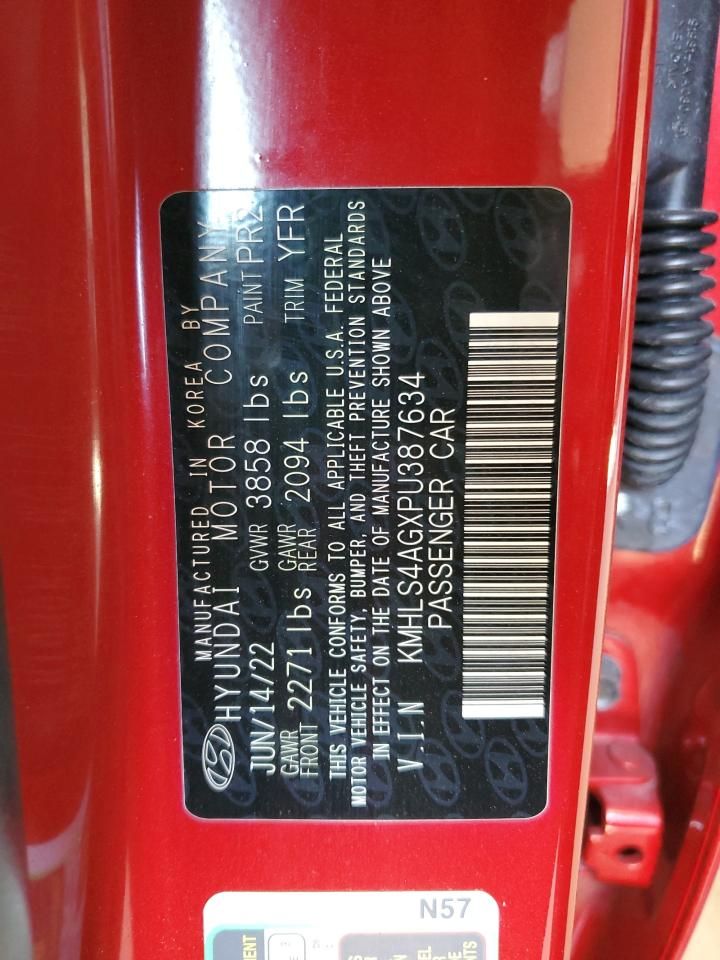 MANUFACTURED IN KOREA BY
HYUNDAI MOTOR COMPANY
JUN/14/22 GVWR 3858 lbs PAINT PR2
GAWR FRONT 2271 lbs GAWR REAR 2094 lbs TRIM YFR
THIS VEHICLE CONFORMS TO ALL APPLICABLE U.S.A. FEDERAL
MOTOR VEHICLE SAFETY, BUMPER, AND THEFT PREVENTION STANDARDS
IN EFFECT ON THE DATE OF MANUFACTURE SHOWN ABOVE
V.I.N KMHLS4AGXPU387634
PASSENGER CAR
N57